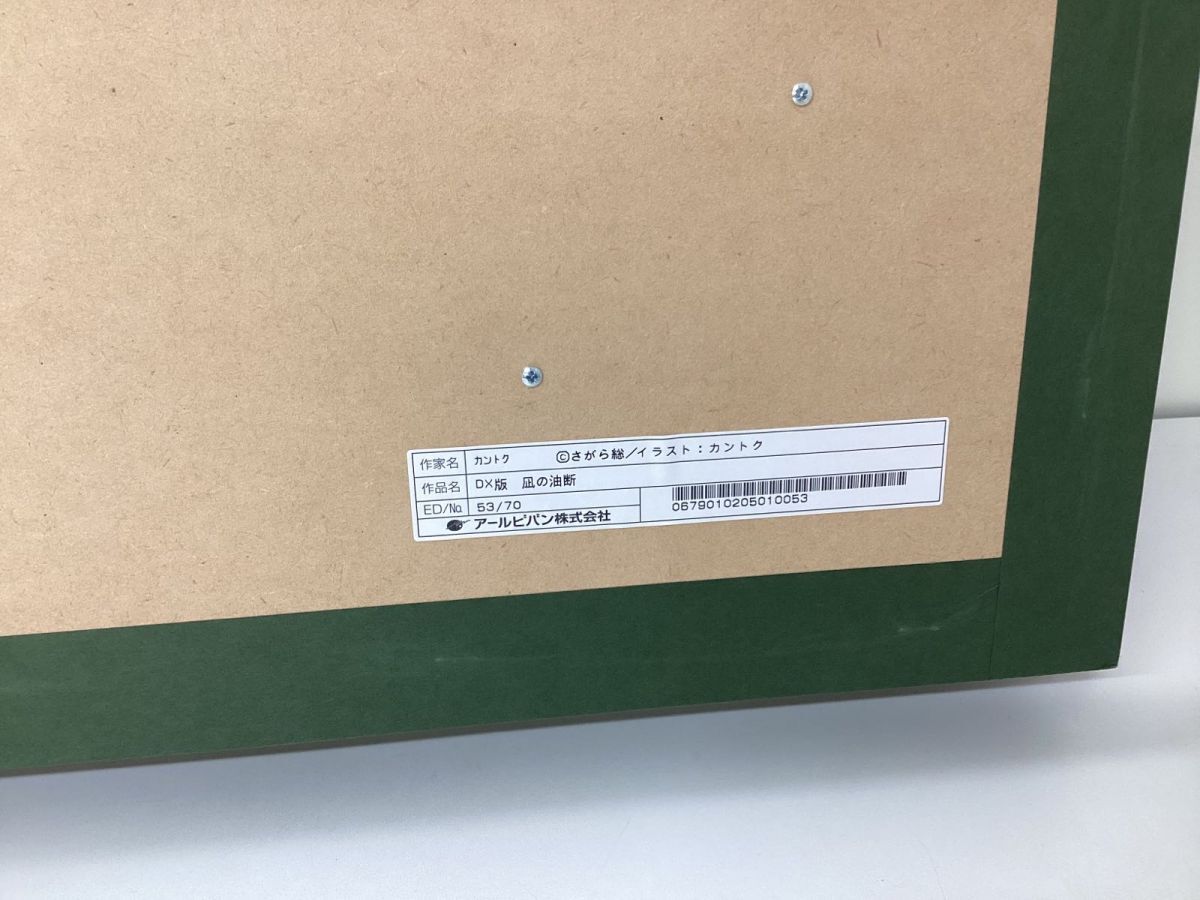 作家名 カントク ©さがら総/イラスト:カントク
作品名 DX版 凪の油断
ED/No. 53/70
アールビバン株式会社
0679010205010053